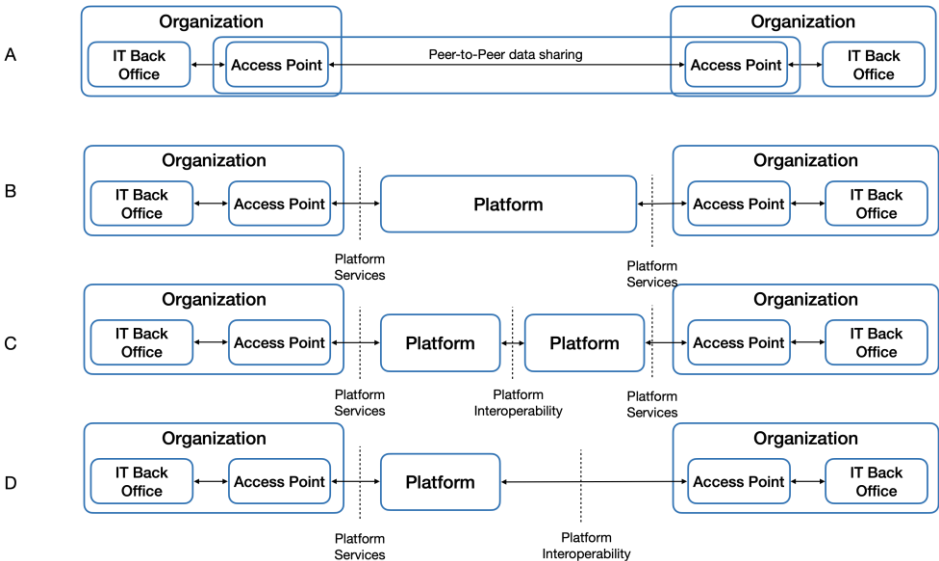 Organization
Organization
A
IT Back
Office
Access Point
Peer-to-Peer data sharing
Access Point
IT Back
Office
Organization
Organization
B
IT Back
Office
Access Point
Platform
Access Point
IT Back
Office
Platform
Services
Platform
Services
Organization
Organization
C
IT Back
Office
Access Point
Platform
Platform
Access Point
IT Back
Office
Platform
Services
Platform
Interoperability
Platform
Services
Organization
Organization
D
IT Back
Office
Access Point
Platform
Access Point
IT Back
Office
Platform
Services
Platform
Interoperability